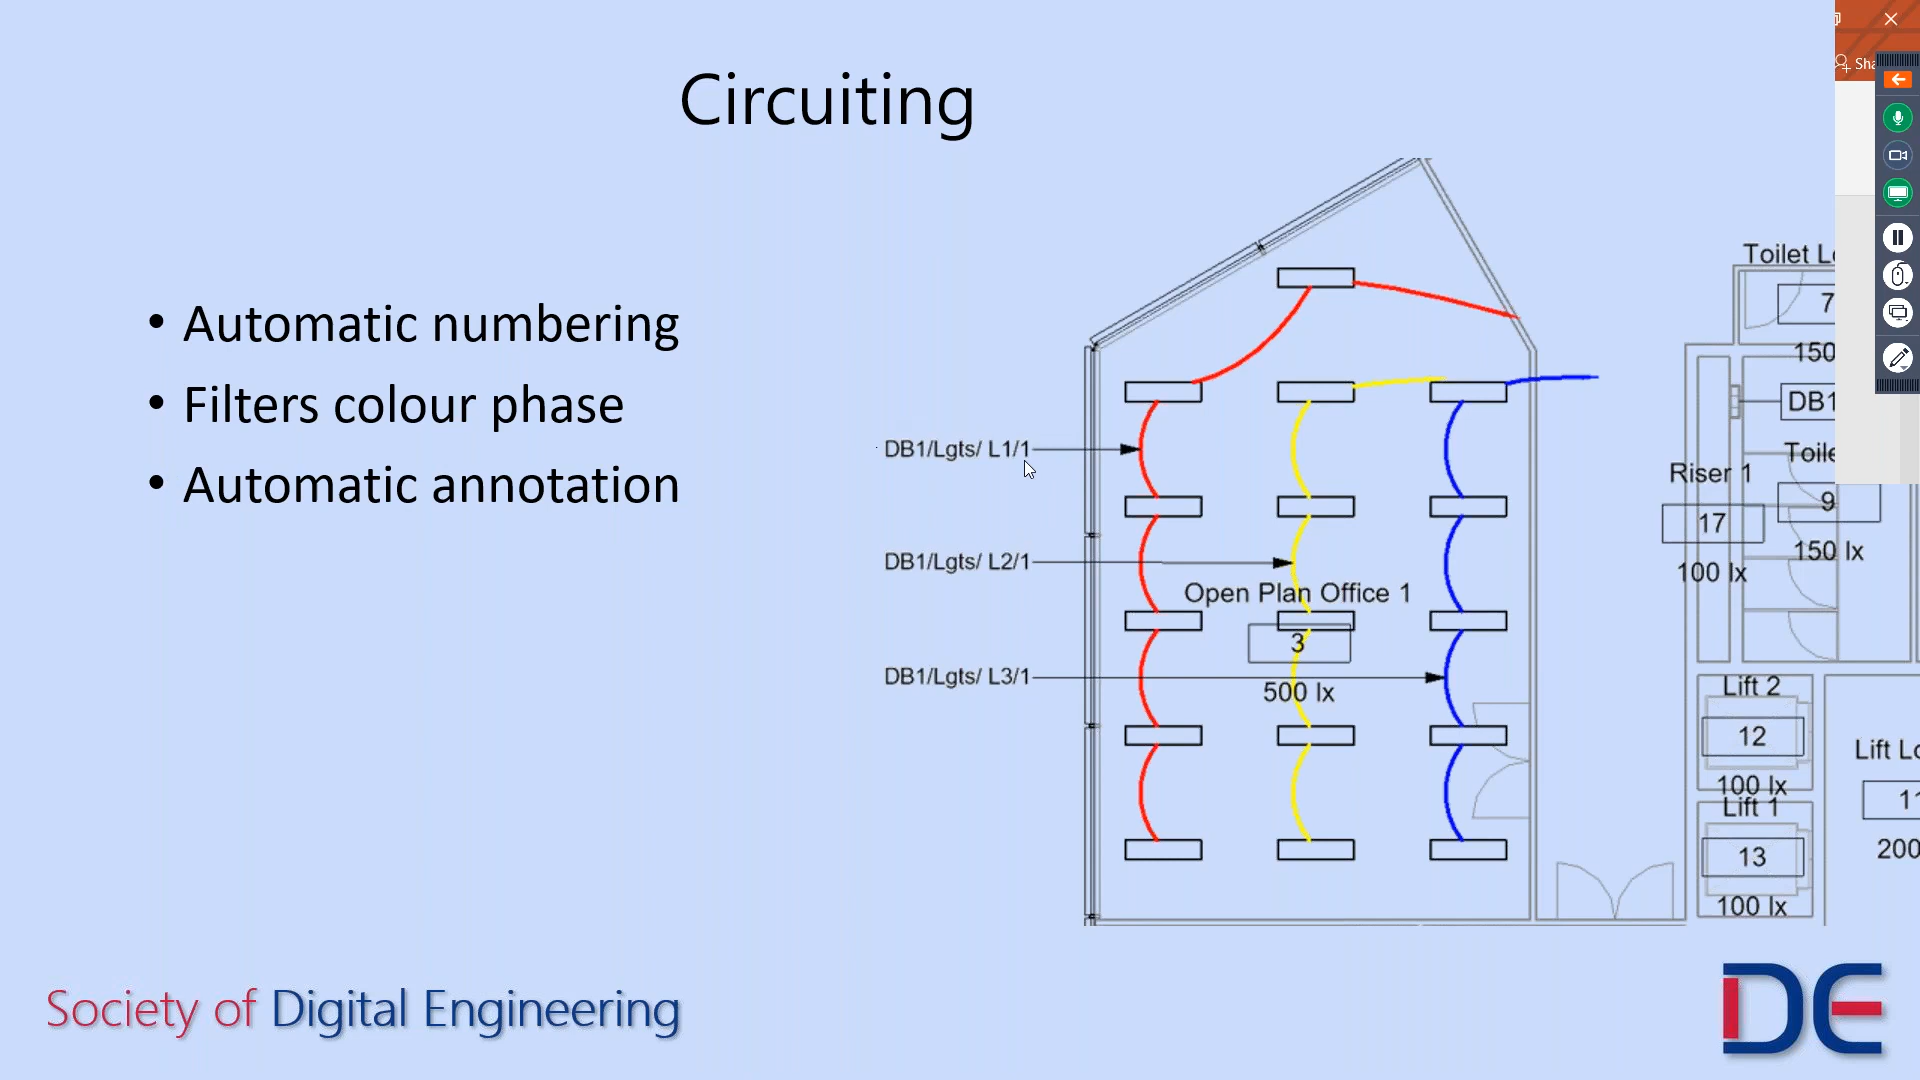 Circuiting
• Automatic numbering
• Filters colour phase
• Automatic annotation
DB1/Lgts/ L1/1
DB1/Lgts/ L2/1
DB1/Lgts/ L3/1
Open Plan Office 1
3
500 lx
Riser 1
17
100 lx
7
150
DB1
9
150 lx
Lift 2
12
100 lx
Lift 1
13
100 lx
200
Society of Digital Engineering
DE